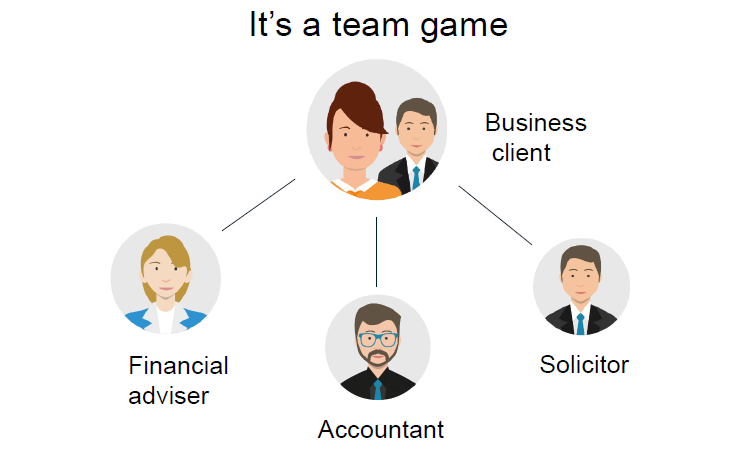 It’s a team game
Business
client
Financial
adviser
Accountant
Solicitor